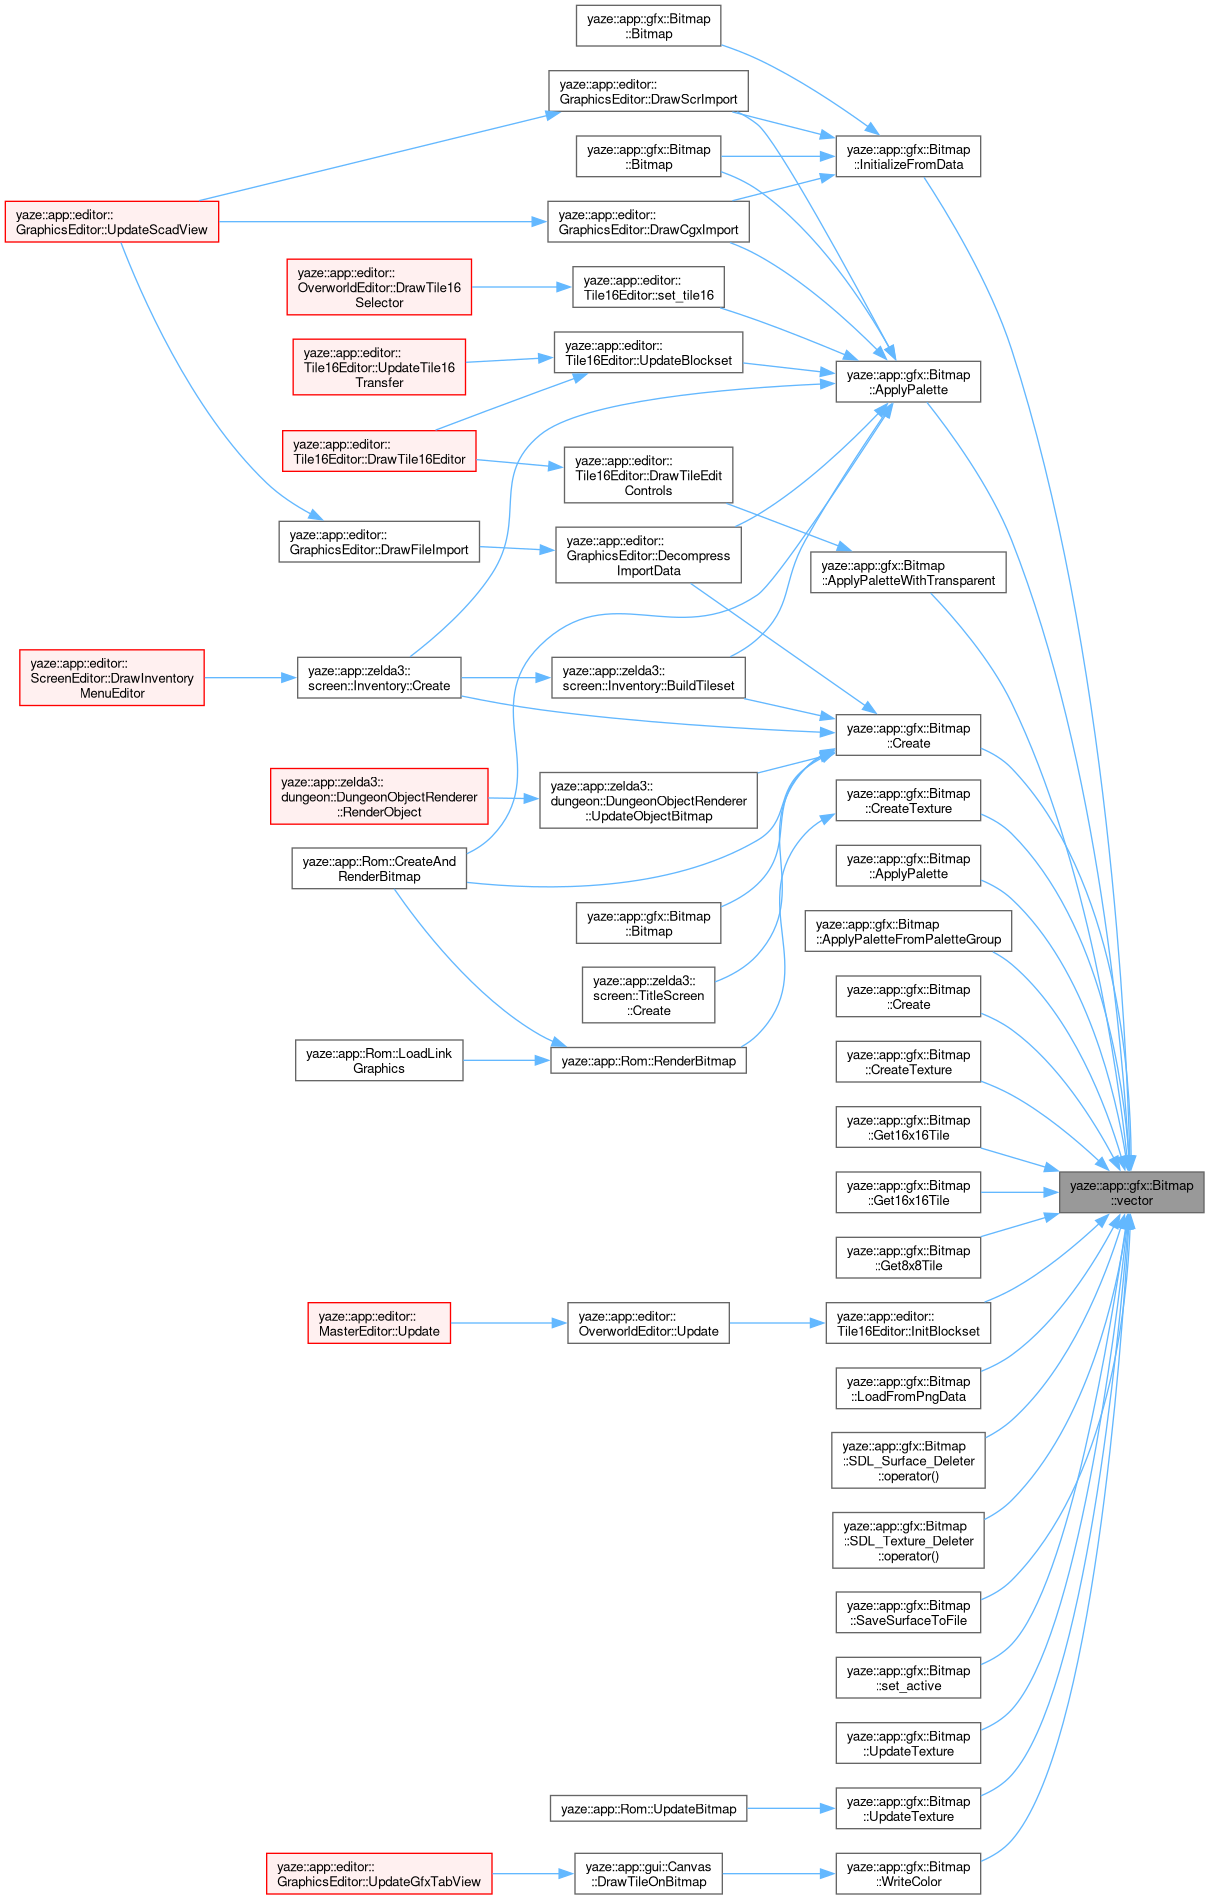 yaze::app::gfx::Bitmap
::Bitmap
yaze::app::editor::
GraphicsEditor::DrawScrImport
yaze::app::gfx::Bitmap
::Bitmap
yaze::app::gfx::Bitmap
::InitializeFromData
yaze::app::editor::
GraphicsEditor::UpdateScadView
yaze::app::editor::
GraphicsEditor::DrawCgxImport
yaze::app::editor::
OverworldEditor::DrawTile16
Selector
yaze::app::editor::
Tile16Editor::set_tile16
yaze::app::editor::
Tile16Editor::UpdateTile16
Transfer
yaze::app::editor::
Tile16Editor::UpdateBlockset
yaze::app::gfx::Bitmap
::ApplyPalette
yaze::app::editor::
Tile16Editor::DrawTile16Editor
yaze::app::editor::
Tile16Editor::DrawTileEdit
Controls
yaze::app::editor::
GraphicsEditor::DrawFileImport
yaze::app::editor::
GraphicsEditor::Decompress
ImportData
yaze::app::gfx::Bitmap
::ApplyPaletteWithTransparent
yaze::app::editor::
ScreenEditor::DrawInventory
MenuEditor
yaze::app::zelda3::
screen::Inventory::Create
yaze::app::zelda3::
screen::Inventory::BuildTileset
yaze::app::gfx::Bitmap
::Create
yaze::app::zelda3::
dungeon::DungeonObjectRenderer
::RenderObject
yaze::app::zelda3::
dungeon::DungeonObjectRenderer
::UpdateObjectBitmap
yaze::app::gfx::Bitmap
::CreateTexture
yaze::app::Rom::CreateAnd
RenderBitmap
yaze::app::gfx::Bitmap
::ApplyPalette
yaze::app::gfx::Bitmap
::Bitmap
yaze::app::gfx::Bitmap
::ApplyPaletteFromPaletteGroup
yaze::app::zelda3::
screen::TitleScreen
::Create
yaze::app::gfx::Bitmap
::Create
yaze::app::Rom::LoadLink
Graphics
yaze::app::Rom::RenderBitmap
yaze::app::gfx::Bitmap
::CreateTexture
yaze::app::gfx::Bitmap
::Get16x16Tile
yaze::app::gfx::Bitmap
::Get16x16Tile
yaze::app::gfx::Bitmap
::vector
yaze::app::gfx::Bitmap
::Get8x8Tile
yaze::app::editor::
MasterEditor::Update
yaze::app::editor::
OverworldEditor::Update
yaze::app::editor::
Tile16Editor::InitBlockset
yaze::app::gfx::Bitmap
::LoadFromPngData
yaze::app::gfx::Bitmap
::SDL_Surface_Deleter
::operator()
yaze::app::gfx::Bitmap
::SDL_Texture_Deleter
::operator()
yaze::app::gfx::Bitmap
::SaveSurfaceToFile
yaze::app::gfx::Bitmap
::set_active
yaze::app::gfx::Bitmap
::UpdateTexture
yaze::app::Rom::UpdateBitmap
yaze::app::gfx::Bitmap
::UpdateTexture
yaze::app::editor::
GraphicsEditor::UpdateGfxTabView
yaze::app::gui::Canvas
::DrawTileOnBitmap
yaze::app::gfx::Bitmap
::WriteColor